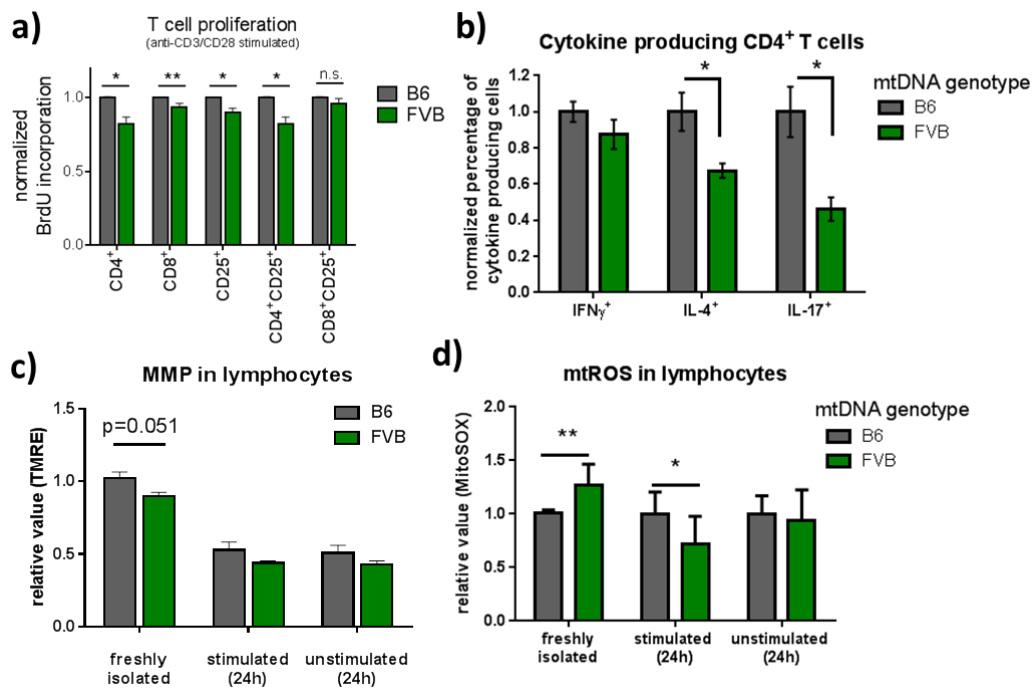 a)
T cell proliferation
(anti-CD3/CD28 stimulated)
normalized
BrdU incorporation
1.0
0.5
0.0
* ** * * n.s.
B6
FVB
CD4+
CD8+
CD25+
CD4+CD25+
CD8+CD25+
b)
Cytokine producing CD4+ T cells
normalized percentage of
cytokine producing cells
1.2
1.0
0.8
0.6
0.4
0.2
0.0
* *
mtDNA genotype
B6
FVB
IFNγ+ IL-4+ IL-17+
c)
MMP in lymphocytes
relative value (TMRE)
1.5
1.0
0.5
0.0
p=0.051
B6
FVB
freshly
isolated
stimulated
(24h)
unstimulated
(24h)
d)
mtROS in lymphocytes
relative value (MitoSOX)
2.0
1.5
1.0
0.5
0.0
** *
mtDNA genotype
B6
FVB
freshly
isolated
stimulated
(24h)
unstimulated
(24h)